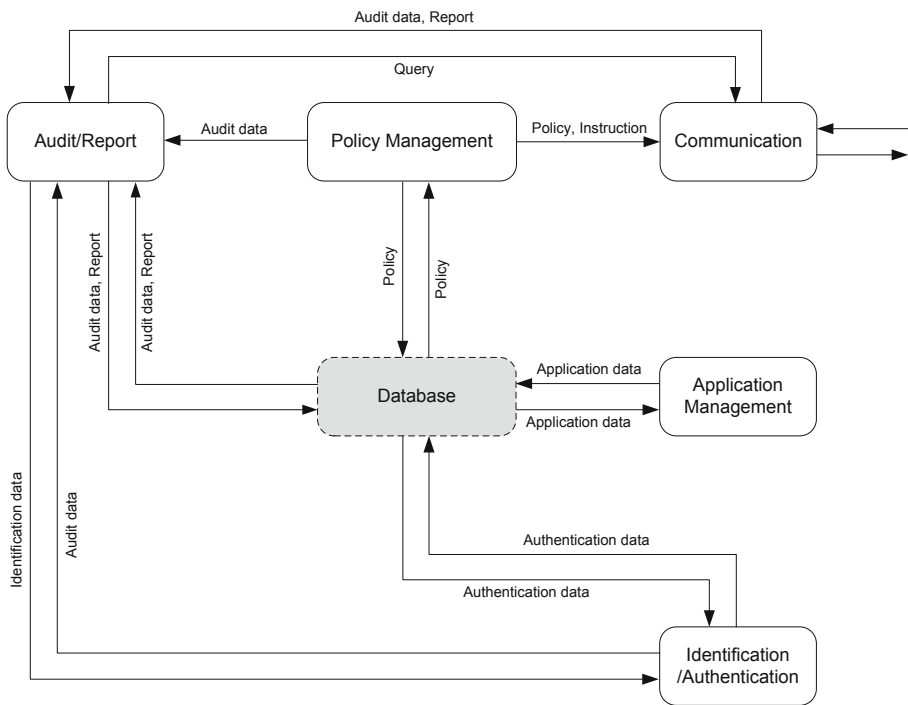 Audit data, Report
Query
Audit/Report
Audit data
Policy Management
Policy, Instruction
Communication
Audit data, Report
Audit data, Report
Policy
Policy
Database
Application data
Application data
Application
Management
Identification data
Audit data
Authentication data
Authentication data
Identification
/Authentication